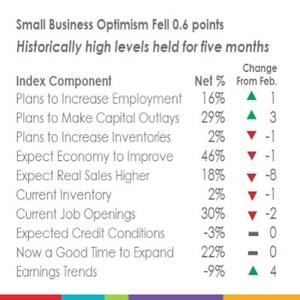 Small Business Optimism Fell 0.6 points
Historically high levels held for five months
Change
Index Component Net % From Feb.
Plans to Increase Employment 16% ▲ 1
Plans to Make Capital Outlays 29% ▲ 3
Plans to Increase Inventories 2% ▼ -1
Expect Economy to Improve 46% ▼ -1
Expect Real Sales Higher 18% ▼ -8
Current Inventory 2% ▼ -1
Current Job Openings 30% ▼ -2
Expected Credit Conditions -3% 0
Now a Good Time to Expand 22% 0
Earnings Trends -9% ▲ 4